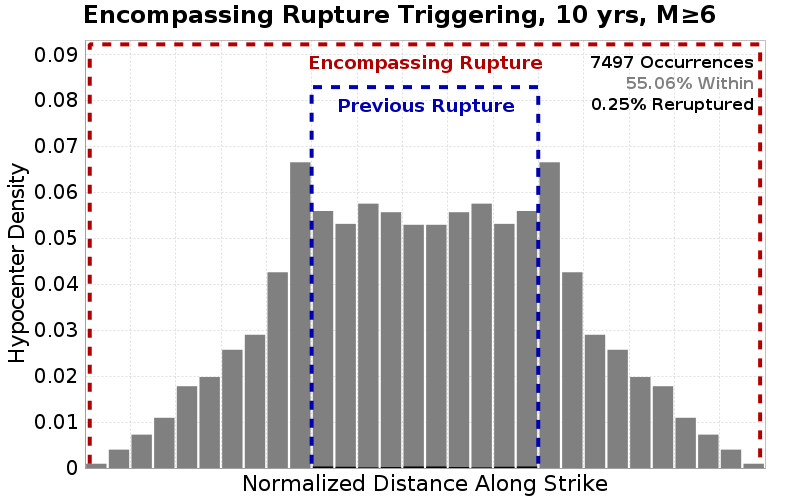 Encompassing Rupture Triggering, 10 yrs, M≥6
0.09
0.08
0.07
0.06
0.05
0.04
0.03
0.02
0.01
0
Hypocenter Density
Encompassing Rupture
Previous Rupture
7497 Occurrences
55.06% Within
0.25% Reruptured
Normalized Distance Along Strike